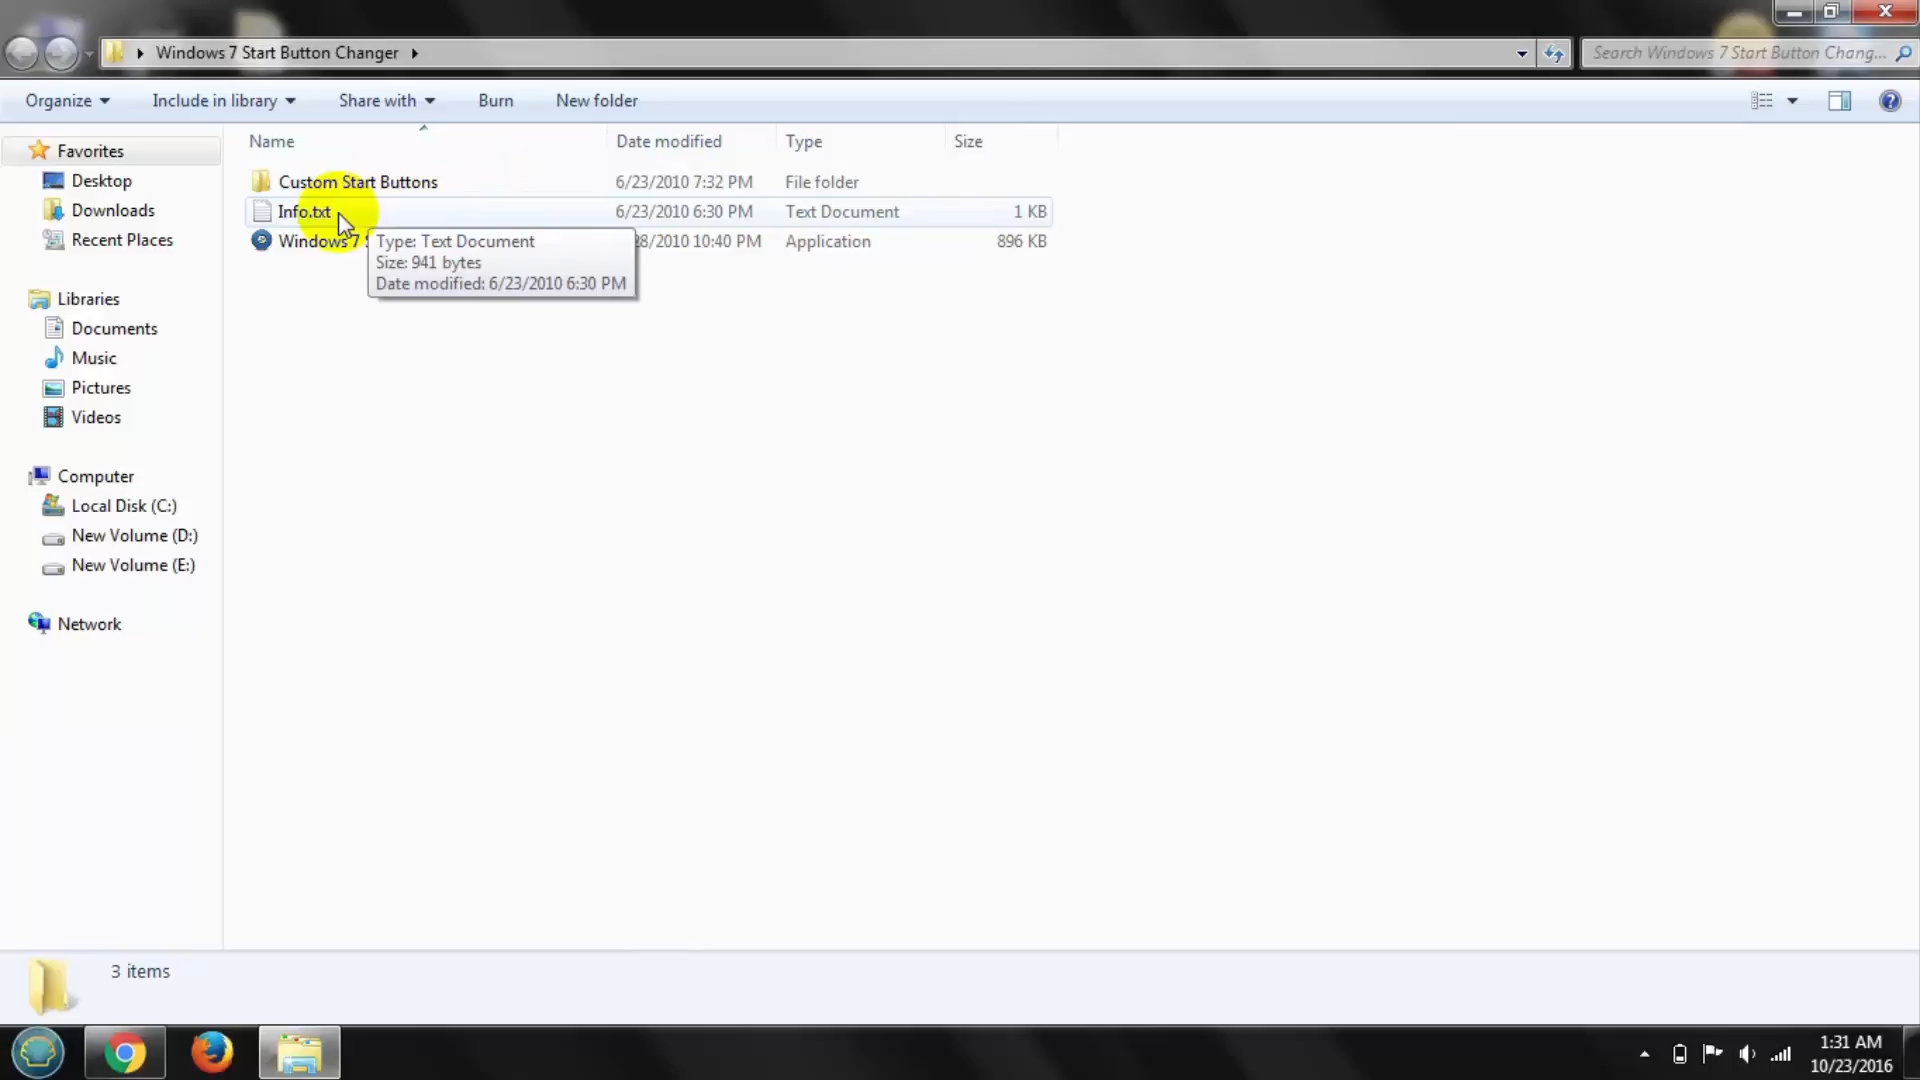 Windows 7 Start Button Changer
Search Windows 7 Start Button Chang...
Organize Include in library Share with Burn New folder
Name Date modified Type Size
Favorites
Desktop
Downloads
Recent Places
Libraries
Documents
Music
Pictures
Videos
Computer
Local Disk (C:)
New Volume (D:)
New Volume (E:)
Network
Custom Start Buttons 6/23/2010 7:32 PM File folder
Info.txt 6/23/2010 6:30 PM Text Document 1 KB
Windows 7 8/2010 10:40 PM Application 896 KB
Type: Text Document
Size: 941 bytes
Date modified: 6/23/2010 6:30 PM
3 items
1:31 AM
10/23/2016